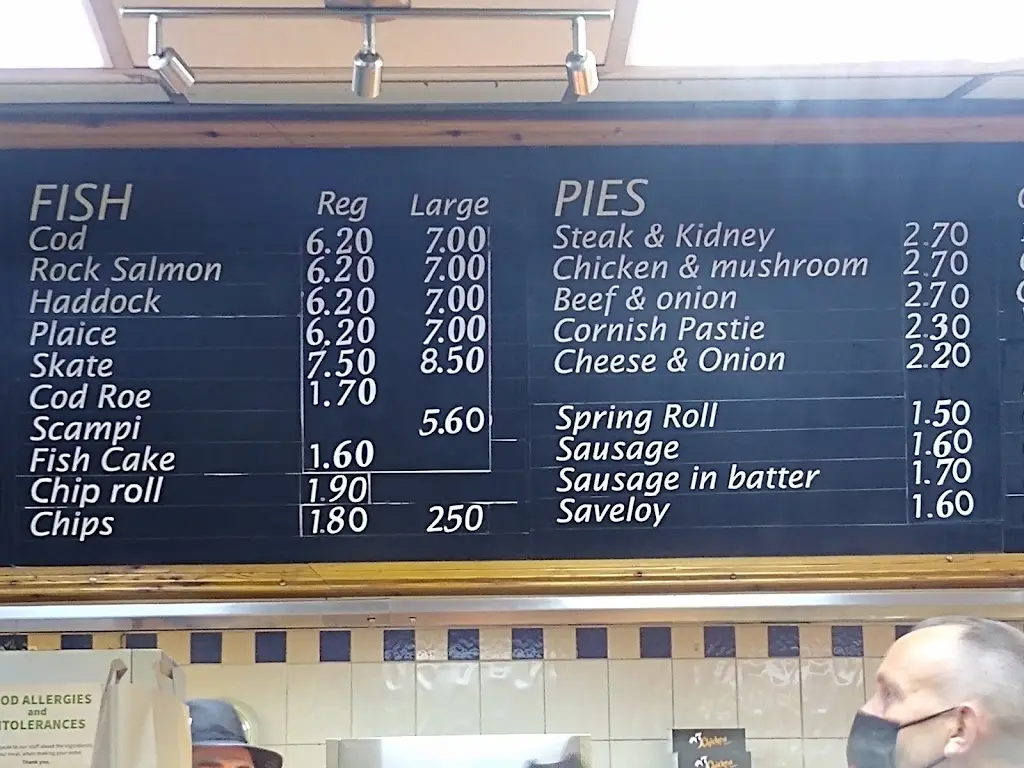 FISH Reg Large
Cod 6.20 7.00
Rock Salmon 6.20 7.00
Haddock 6.20 7.00
Plaice 6.20 7.00
Skate 7.50 8.50
Cod Roe 1.70
Scampi 5.60
Fish Cake 1.60
Chip roll 1.90
Chips 1.80 250
PIES
Steak & Kidney 2.70
Chicken & mushroom 2.70
Beef & onion 2.70
Cornish Pastie 2.30
Cheese & Onion 2.20
Spring Roll 1.50
Sausage 1.60
Sausage in batter 1.70
Saveloy 1.60
OD ALLERGIES
and
TOLERANCES
Thank you.